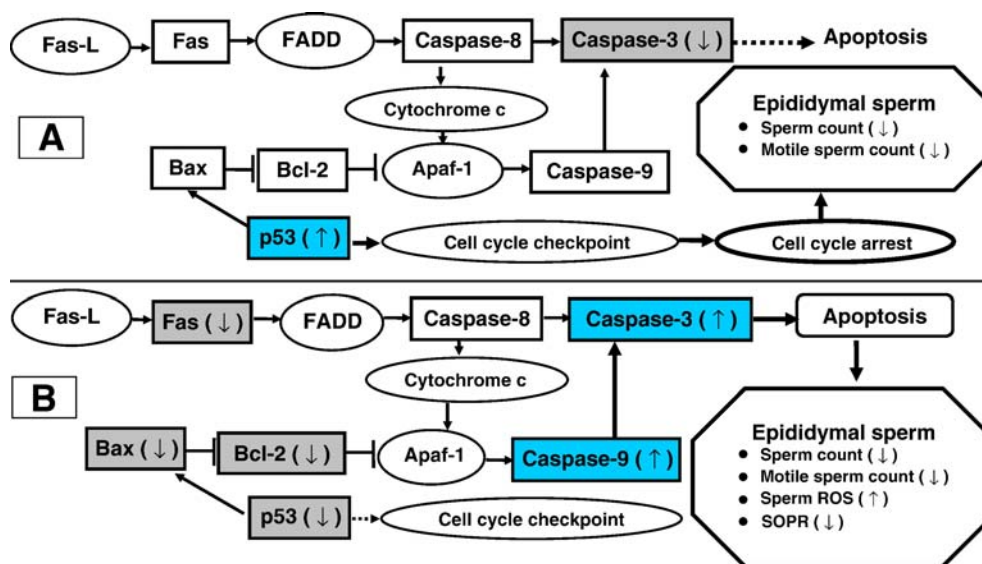 Fas-L
Fas
FADD
Caspase-8
Caspase-3 (↓)
Apoptosis
Cytochrome c
Epididymal sperm
● Sperm count (↓)
● Motile sperm count (↓)
A
Bax
Bcl-2
Apaf-1
Caspase-9
p53 (↑)
Cell cycle checkpoint
Cell cycle arrest
Fas-L
Fas (↓)
FADD
Caspase-8
Caspase-3 (↑)
Apoptosis
Cytochrome c
B
Bax (↓)
Bcl-2 (↓)
Apaf-1
Caspase-9 (↑)
Epididymal sperm
● Sperm count (↓)
● Motile sperm count (↓)
● Sperm ROS (↑)
● SOPR (↓)
p53 (↓)
Cell cycle checkpoint